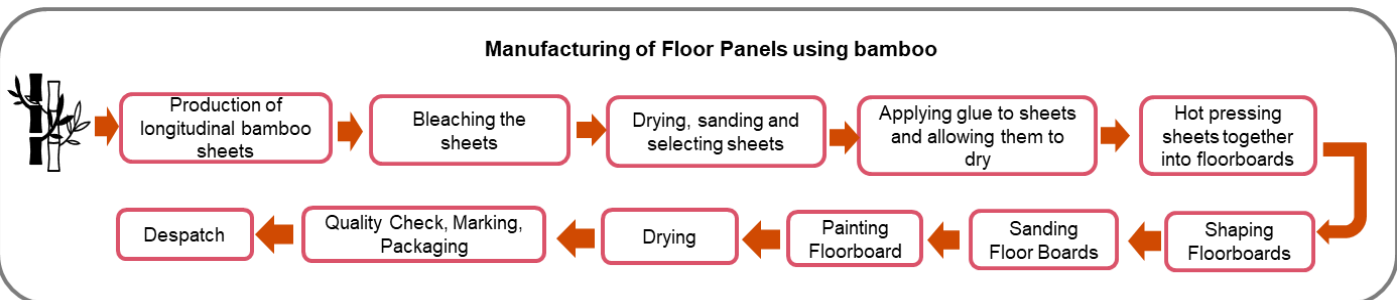 Manufacturing of Floor Panels using bamboo
Production of
longitudinal bamboo
sheets
Bleaching the
sheets
Drying, sanding and
selecting sheets
Applying glue to sheets
and allowing them to
dry
Hot pressing
sheets together
into floorboards
Shaping
Floorboards
Sanding
Floor Boards
Painting
Floorboard
Drying
Quality Check, Marking,
Packaging
Despatch